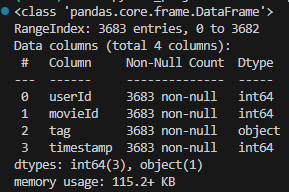 <class 'pandas.core.frame.DataFrame'>
RangeIndex: 3683 entries, 0 to 3682
Data columns (total 4 columns):
 #   Column     Non-Null Count  Dtype
---  ------     --------------  -----
 0   userId     3683 non-null   int64
 1   movieId    3683 non-null   int64
 2   tag        3683 non-null   object
 3   timestamp  3683 non-null   int64
dtypes: int64(3), object(1)
memory usage: 115.2+ KB